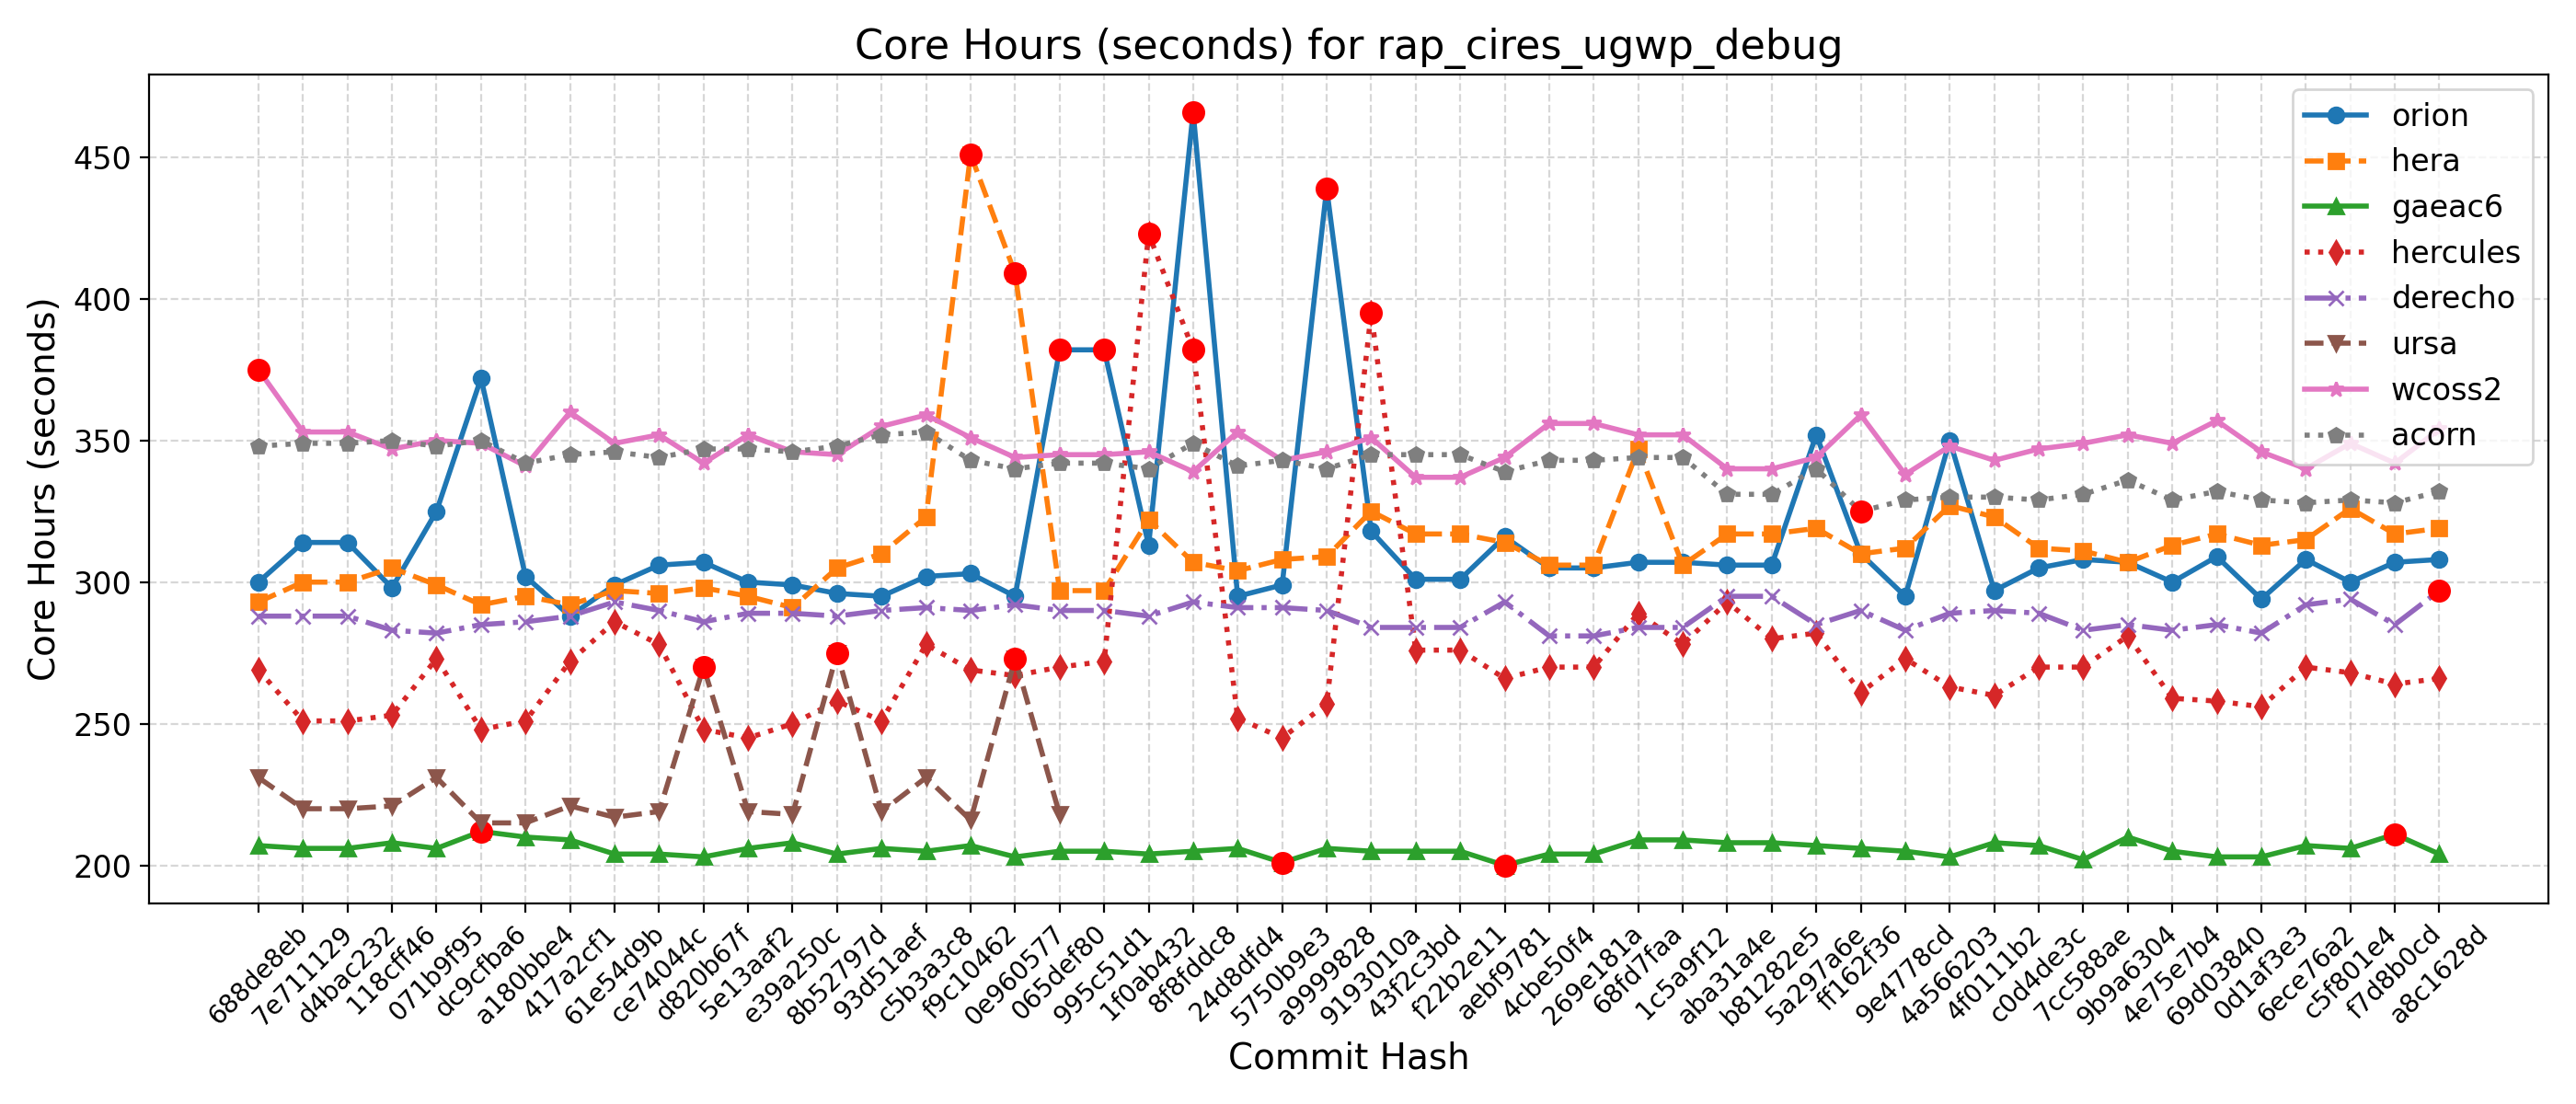 Core Hours (seconds) for rap_cires_ugwp_debug
Core Hours (seconds)
450
400
350
300
250
200
orion
hera
gaeac6
hercules
derecho
ursa
wcoss2
acorn
688de8eb
7e711129
d4bac232
118cff46
071b9f95
dc9cfba6
a180bbe4
417a2cf1
61e54d9b
ce74044c
d820b67f
5e13aaf2
e39a250c
8b52797d
93d51aef
c5b3a3c8
f9c10462
0e960577
065def80
995c51d1
1f0ab432
8f8fddc8
24d8dfd4
5750b9e3
a9999828
9193010a
43f2c3bd
f22b2e11
aebf9781
4cbe50f4
269e181a
68fd7faa
1c5a9f12
aba31a4e
b81282e5
5a297a6e
ff162f36
9e4778cd
4a566203
4f0111b2
c0d4de3c
7cc588ae
9b9a6304
4e75e7b4
69d03840
0d1af3e3
6ece76a2
c5f801e4
f7d8b0cd
a8c1628d
Commit Hash